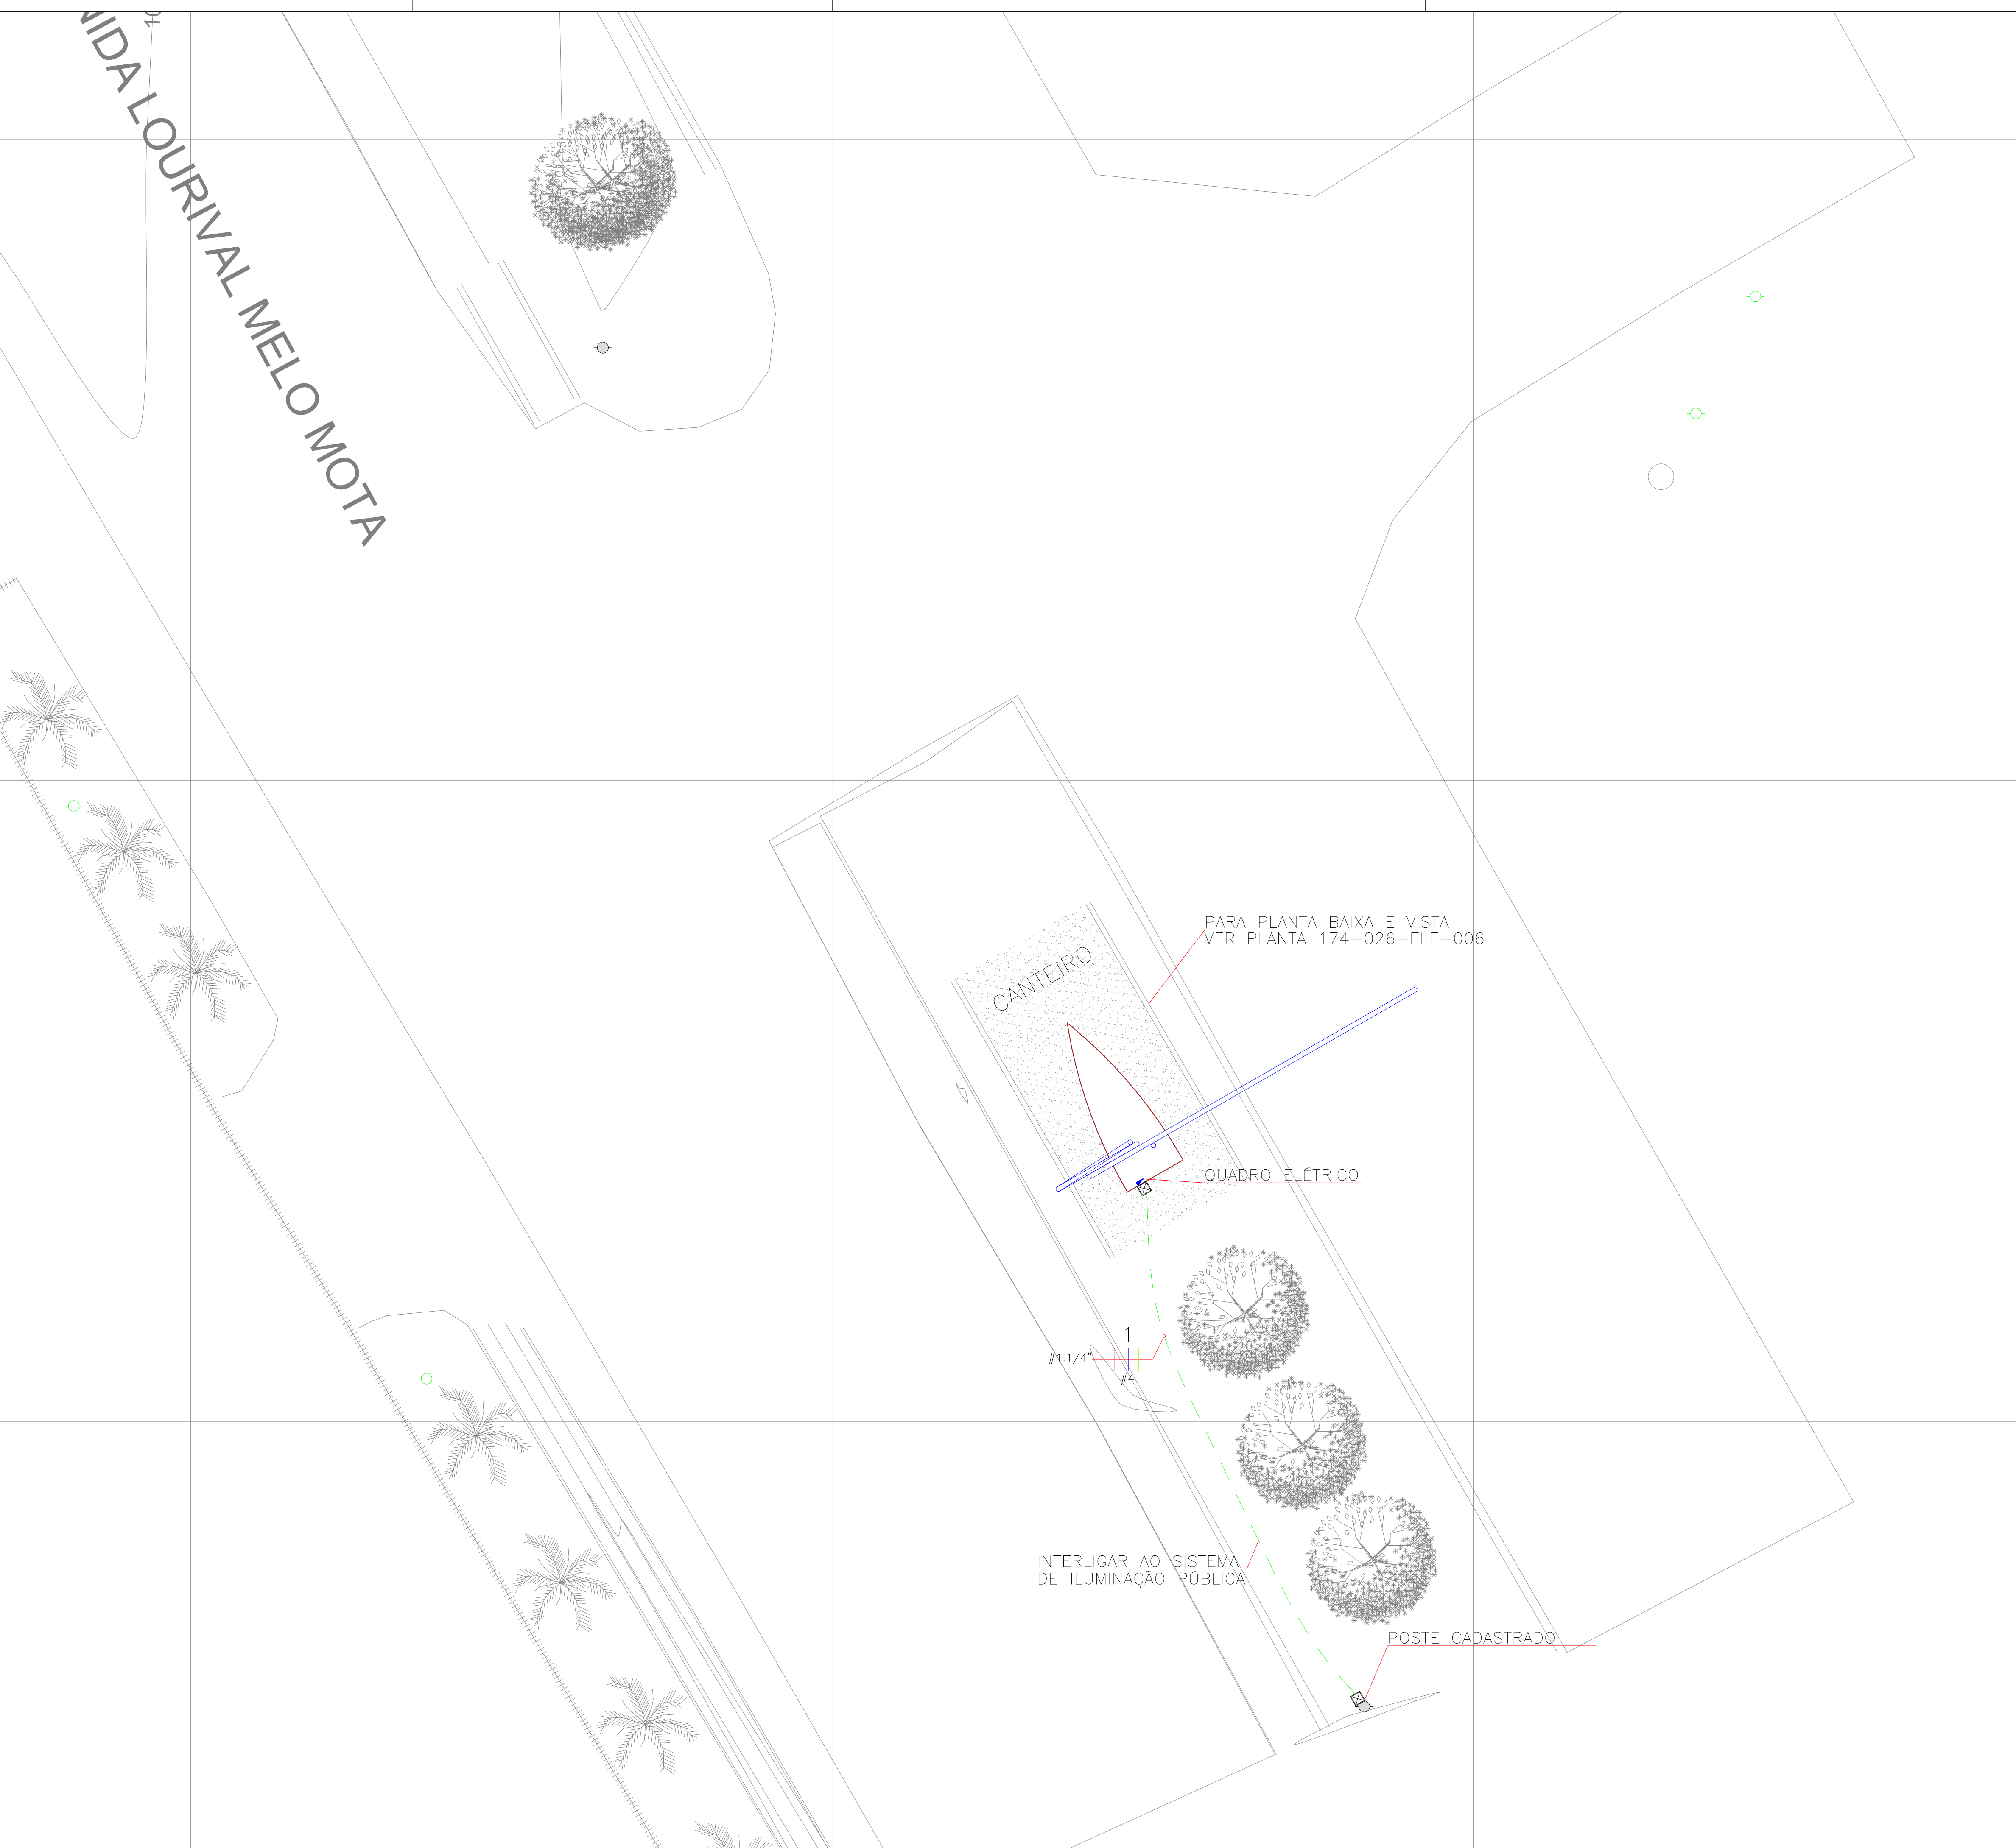 NIDA LOURIVAL MELO MOTA
PARA PLANTA BAIXA E VISTA
VER PLANTA 174-026-ELE-006
CANTEIRO
QUADRO ELÉTRICO
1
#1.1/4"
#4
INTERLIGAR AO SISTEMA
DE ILUMINAÇÃO PÚBLICA
POSTE CADASTRADO